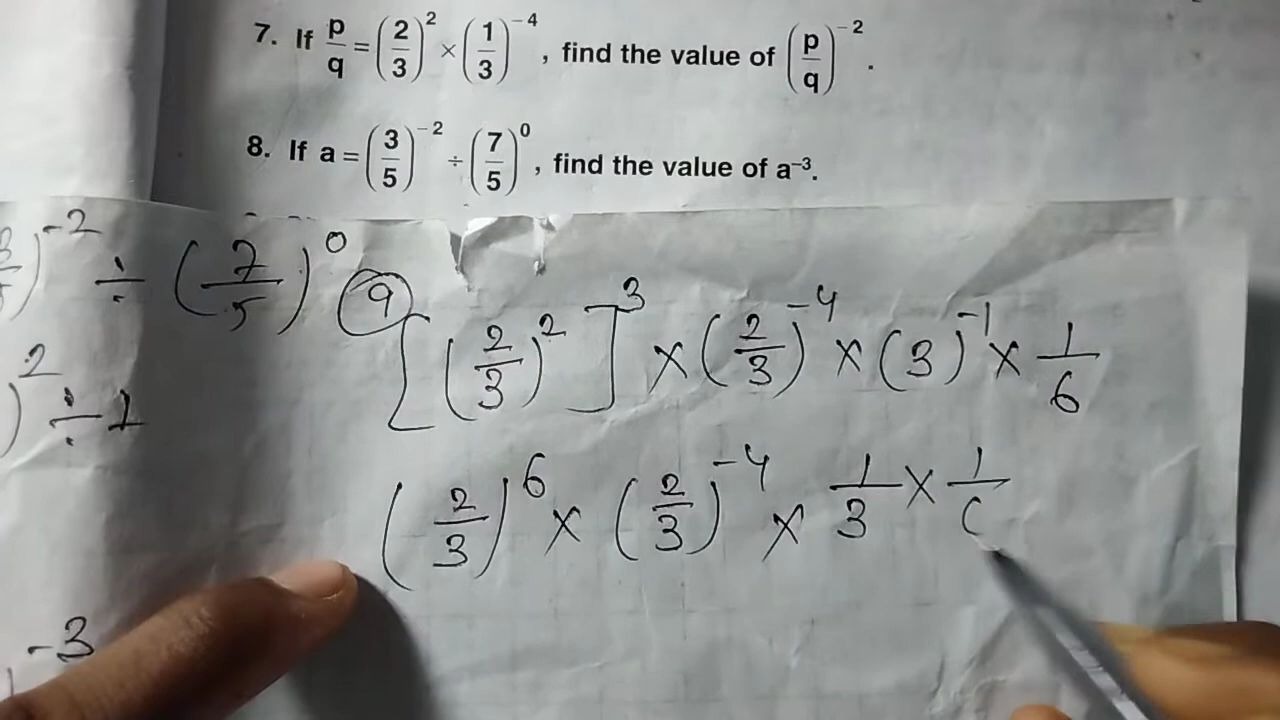 7. If p/q = (2/3)^2 × (1/3)^-4 , find the value of (p/q)^-2 .
8. If a = (3/5)^-2 ÷ (7/5)^0 , find the value of a^-3.
)^-2 ÷ (7/5)^0
)^2 ÷ 1
-3
9 [(2/3)^2]^3 × (2/3)^-4 × (3)^-1 × 1/6
(2/3)^6 × (2/3)^-4 × 1/3 × 1/